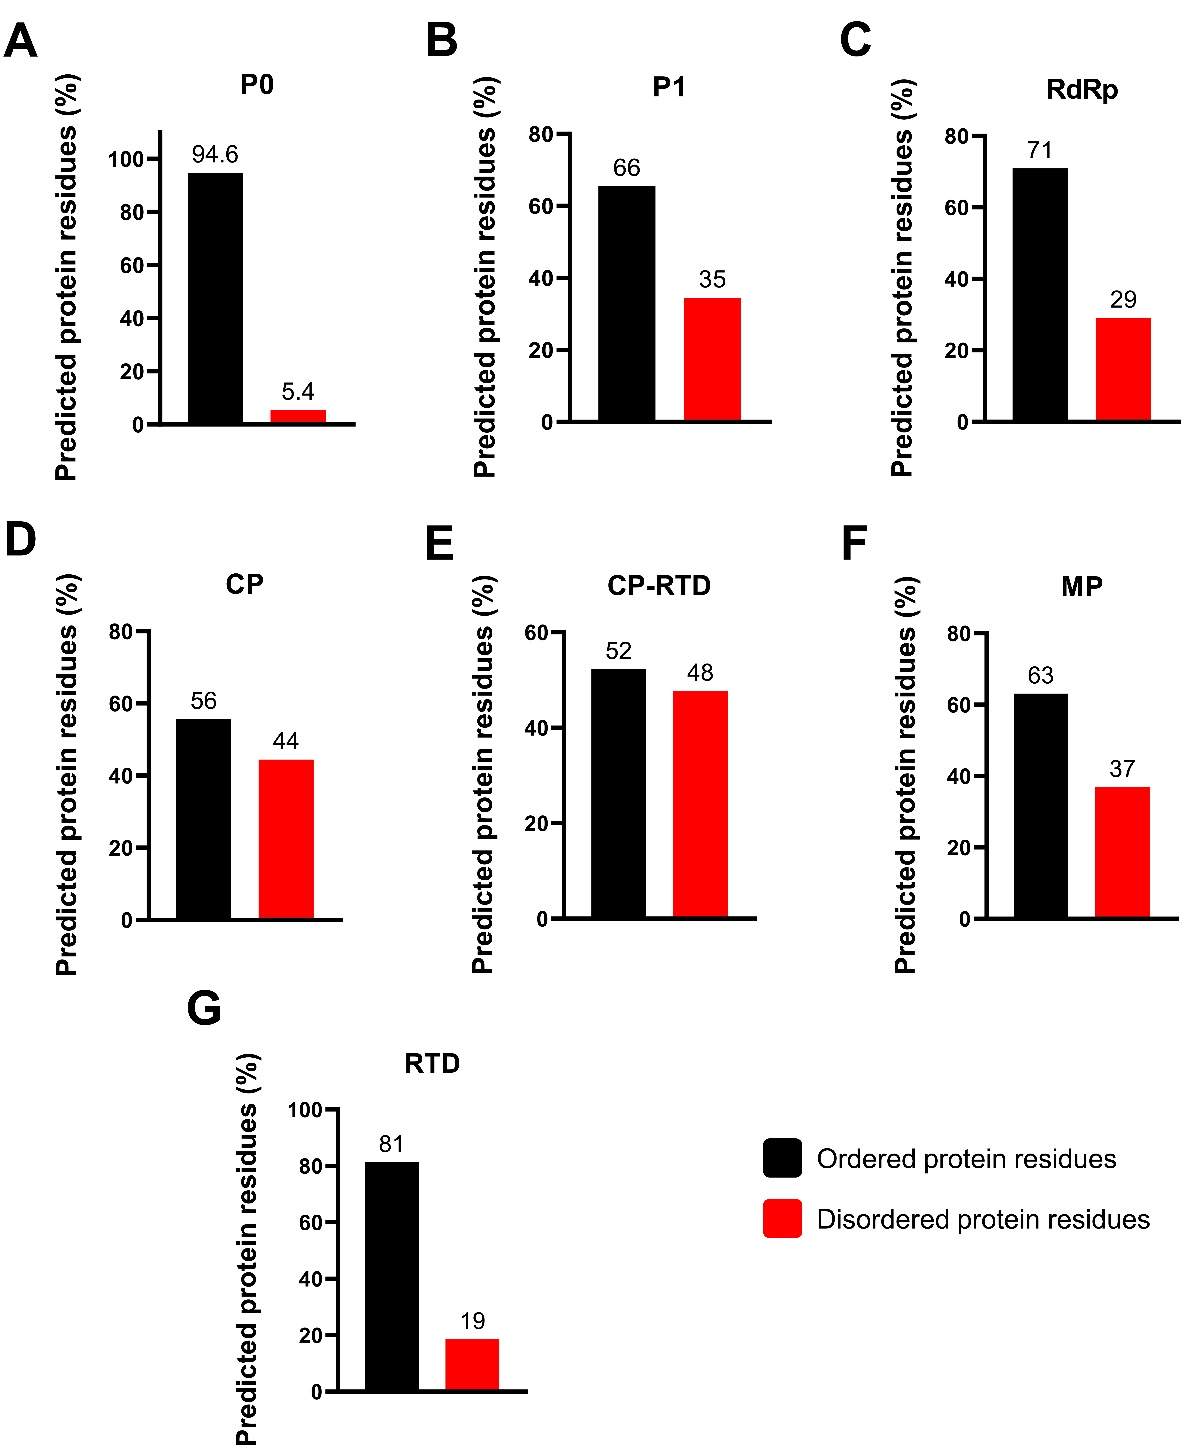 A
P0
Predicted protein residues (%)
100
80
60
40
20
0
94.6
5.4
B
P1
Predicted protein residues (%)
80
60
40
20
0
66
35
C
RdRp
Predicted protein residues (%)
80
60
40
20
0
71
29
D
CP
Predicted protein residues (%)
80
60
40
20
0
56
44
E
CP-RTD
Predicted protein residues (%)
60
40
20
0
52
48
F
MP
Predicted protein residues (%)
80
60
40
20
0
63
37
G
RTD
Predicted protein residues (%)
100
80
60
40
20
0
81
19
Ordered protein residues
Disordered protein residues